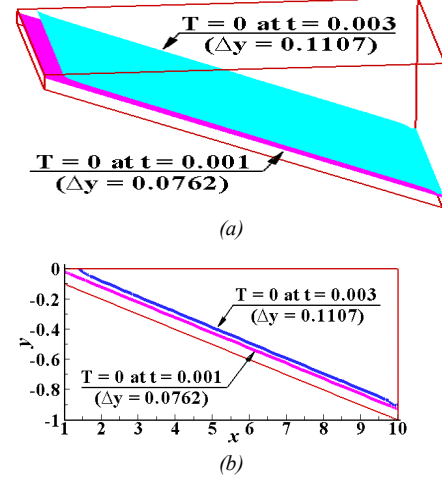 T = 0 at t = 0.003
(Δy = 0.1107)
T = 0 at t = 0.001
(Δy = 0.0762)
(a)
0
-0.2
-0.4
-0.6
-0.8
-1
y
T = 0 at t = 0.003
(Δy = 0.1107)
T = 0 at t = 0.001
(Δy = 0.0762)
1 2 3 4 5 6 7 8 9 10
x
(b)